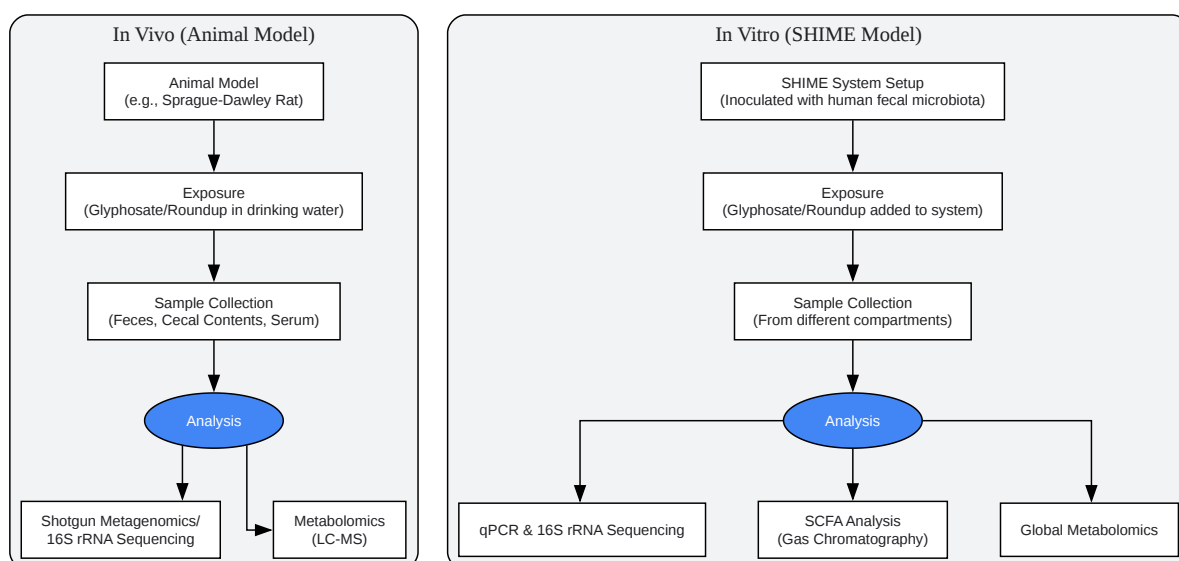 In Vivo (Animal Model)
Animal Model
(e.g., Sprague-Dawley Rat)
Exposure
(Glyphosate/Roundup in drinking water)
Sample Collection
(Feces, Cecal Contents, Serum)
Analysis
Shotgun Metagenomics/
16S rRNA Sequencing
Metabolomics
(LC-MS)
In Vitro (SHIME Model)
SHIME System Setup
(Inoculated with human fecal microbiota)
Exposure
(Glyphosate/Roundup added to system)
Sample Collection
(From different compartments)
Analysis
qPCR & 16S rRNA Sequencing
SCFA Analysis
(Gas Chromatography)
Global Metabolomics